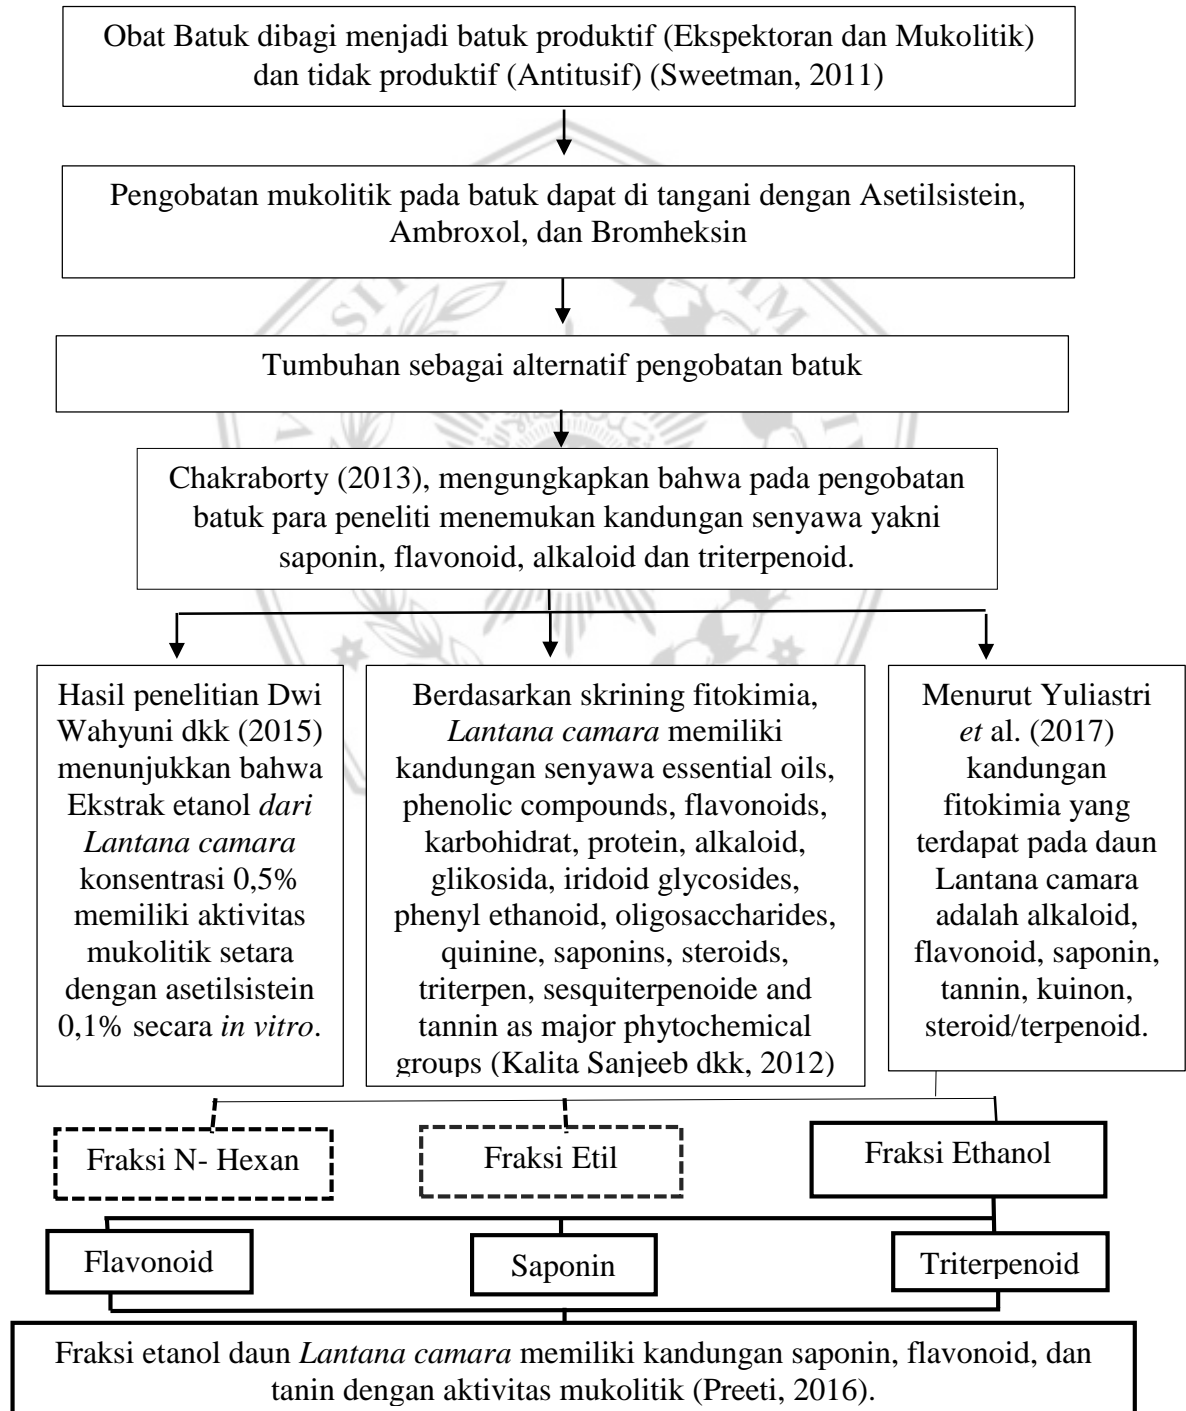 Obat Batuk dibagi menjadi batuk produktif (Ekspektoran dan Mukolitik)
dan tidak produktif (Antitusif) (Sweetman, 2011)
Pengobatan mukolitik pada batuk dapat di tangani dengan Asetilsistein,
Ambroxol, dan Bromheksin
Tumbuhan sebagai alternatif pengobatan batuk
Chakraborty (2013), mengungkapkan bahwa pada pengobatan
batuk para peneliti menemukan kandungan senyawa yakni
saponin, flavonoid, alkaloid dan triterpenoid.
Hasil penelitian Dwi
Wahyuni dkk (2015)
menunjukkan bahwa
Ekstrak etanol dari
Lantana camara
konsentrasi 0,5%
memiliki aktivitas
mukolitik setara
dengan asetilsistein
0,1% secara in vitro.
Berdasarkan skrining fitokimia,
Lantana camara memiliki
kandungan senyawa essential oils,
phenolic compounds, flavonoids,
karbohidrat, protein, alkaloid,
glikosida, iridoid glycosides,
phenyl ethanoid, oligosaccharides,
quinine, saponins, steroids,
triterpen, sesquiterpenoide and
tannin as major phytochemical
groups (Kalita Sanjeeb dkk, 2012)
Menurut Yuliastri
et al. (2017)
kandungan
fitokimia yang
terdapat pada daun
Lantana camara
adalah alkaloid,
flavonoid, saponin,
tannin, kuinon,
steroid/terpenoid.
Fraksi N- Hexan
Fraksi Etil
Fraksi Ethanol
Flavonoid
Saponin
Triterpenoid
Fraksi etanol daun Lantana camara memiliki kandungan saponin, flavonoid, dan
tanin dengan aktivitas mukolitik (Preeti, 2016).